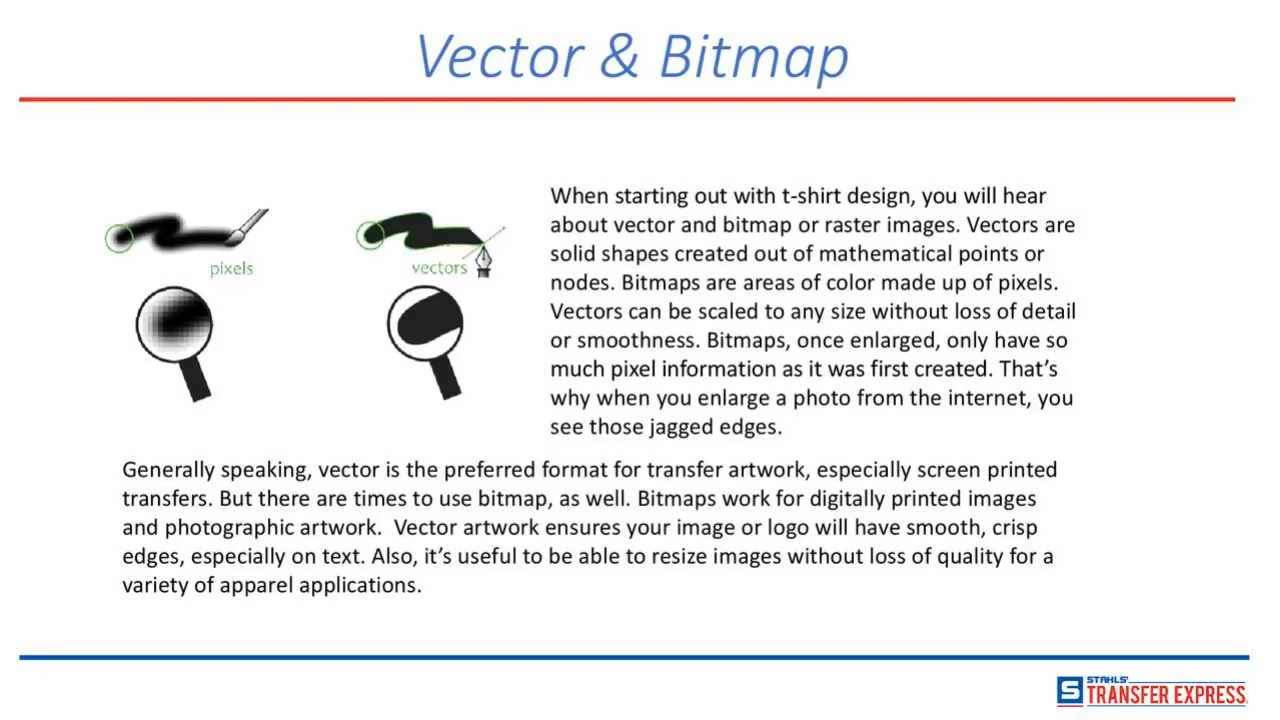 Vector & Bitmap
pixels
vectors
When starting out with t-shirt design, you will hear
about vector and bitmap or raster images. Vectors are
solid shapes created out of mathematical points or
nodes. Bitmaps are areas of color made up of pixels.
Vectors can be scaled to any size without loss of detail
or smoothness. Bitmaps, once enlarged, only have so
much pixel information as it was first created. That’s
why when you enlarge a photo from the internet, you
see those jagged edges.
Generally speaking, vector is the preferred format for transfer artwork, especially screen printed
transfers. But there are times to use bitmap, as well. Bitmaps work for digitally printed images
and photographic artwork.  Vector artwork ensures your image or logo will have smooth, crisp
edges, especially on text. Also, it’s useful to be able to resize images without loss of quality for a
variety of apparel applications.
S STAHLS'
TRANSFER EXPRESS